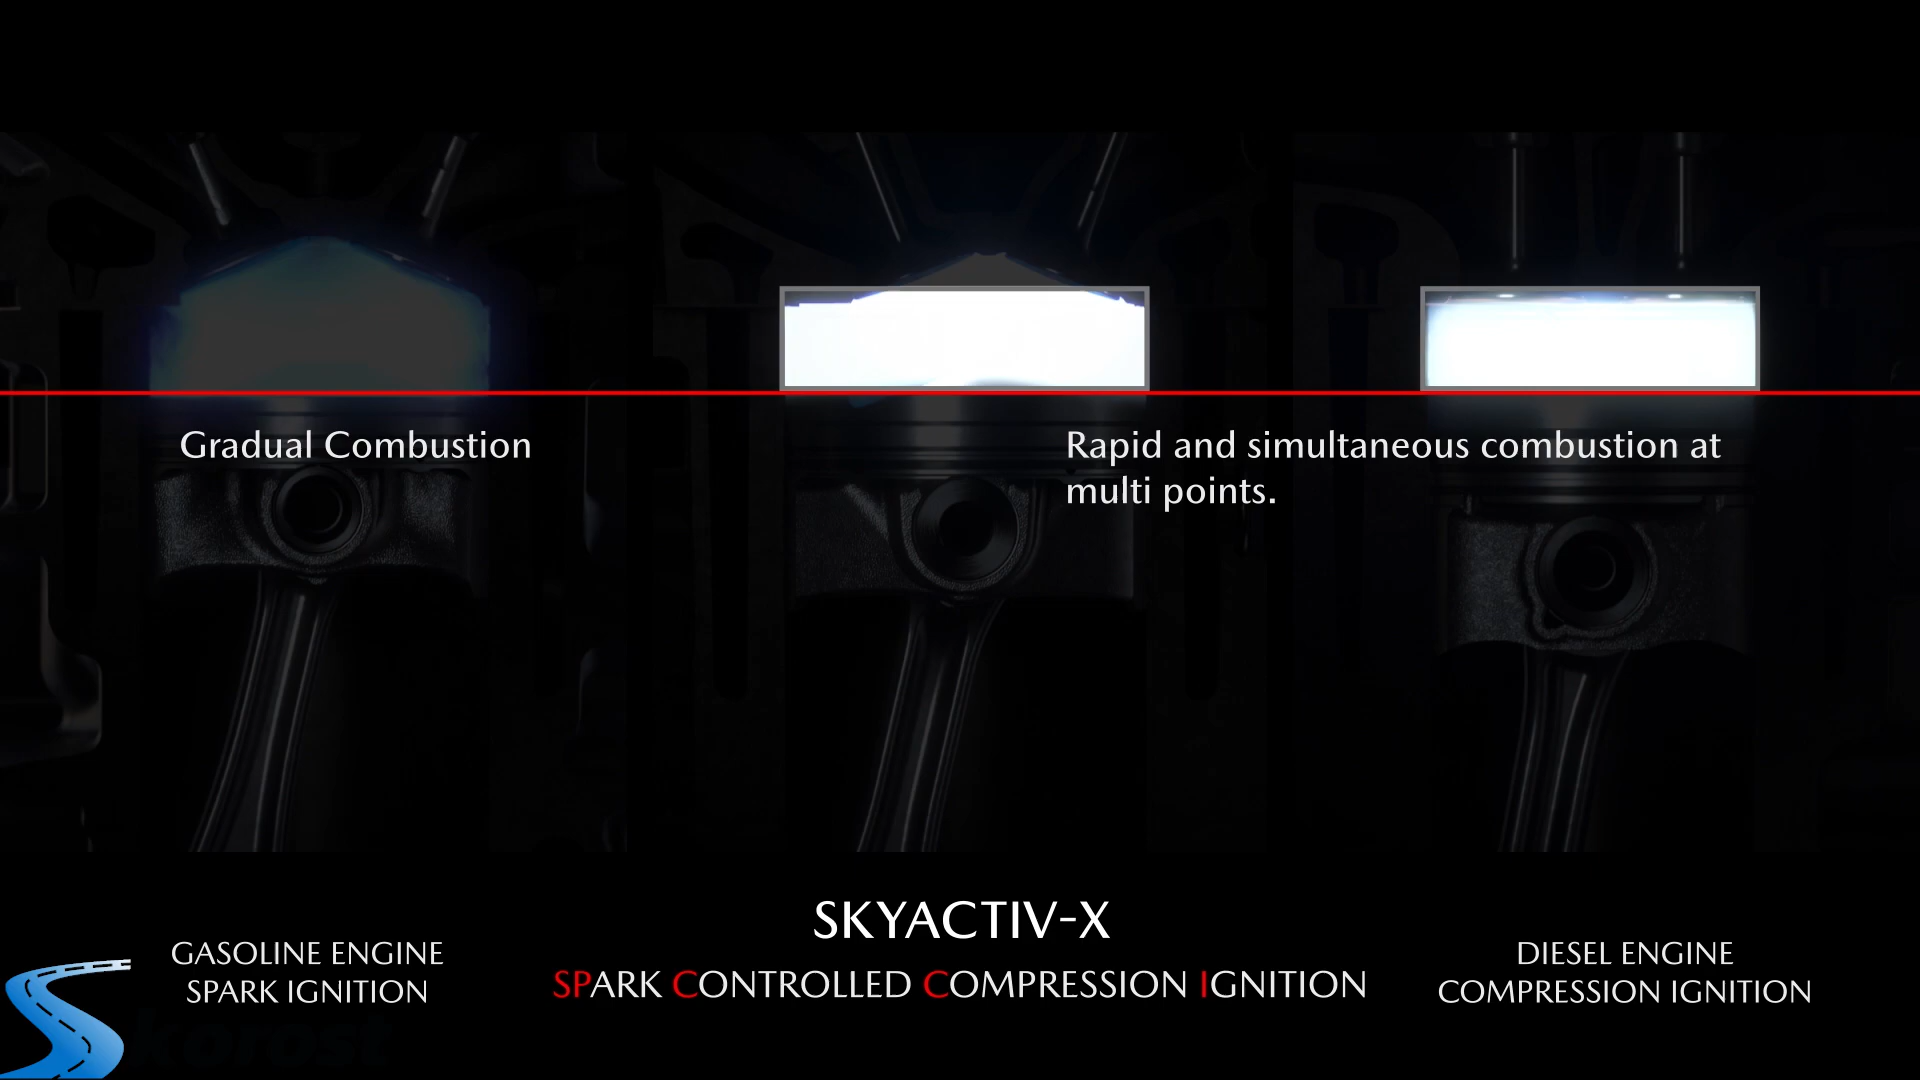 Gradual Combustion
Rapid and simultaneous combustion at
multi points.
SKYACTIV-X
SPARK CONTROLLED COMPRESSION IGNITION
GASOLINE ENGINE
SPARK IGNITION
DIESEL ENGINE
COMPRESSION IGNITION
Skorost